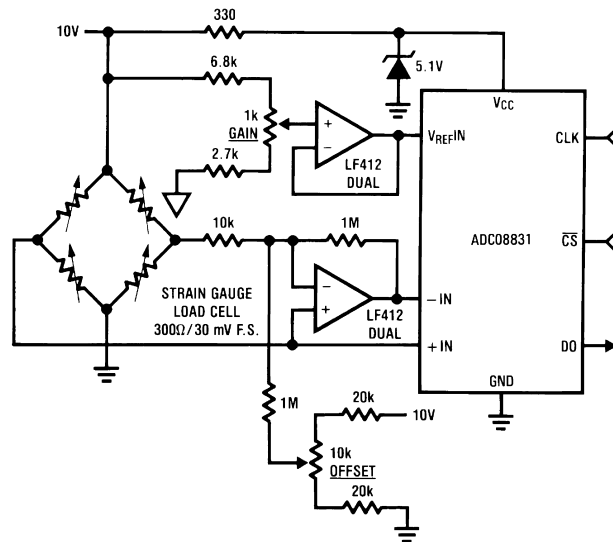 10V
330
5.1V
6.8k
1k
GAIN
2.7k
LF412
DUAL
VCC
VREFIN
CLK
ADC08831
CS
10k
1M
STRAIN GAUGE
LOAD CELL
300Ω/30 mV F.S.
LF412
DUAL
−IN
+IN
DO
GND
1M
20k
10V
10k
OFFSET
20k
+
−
−
+